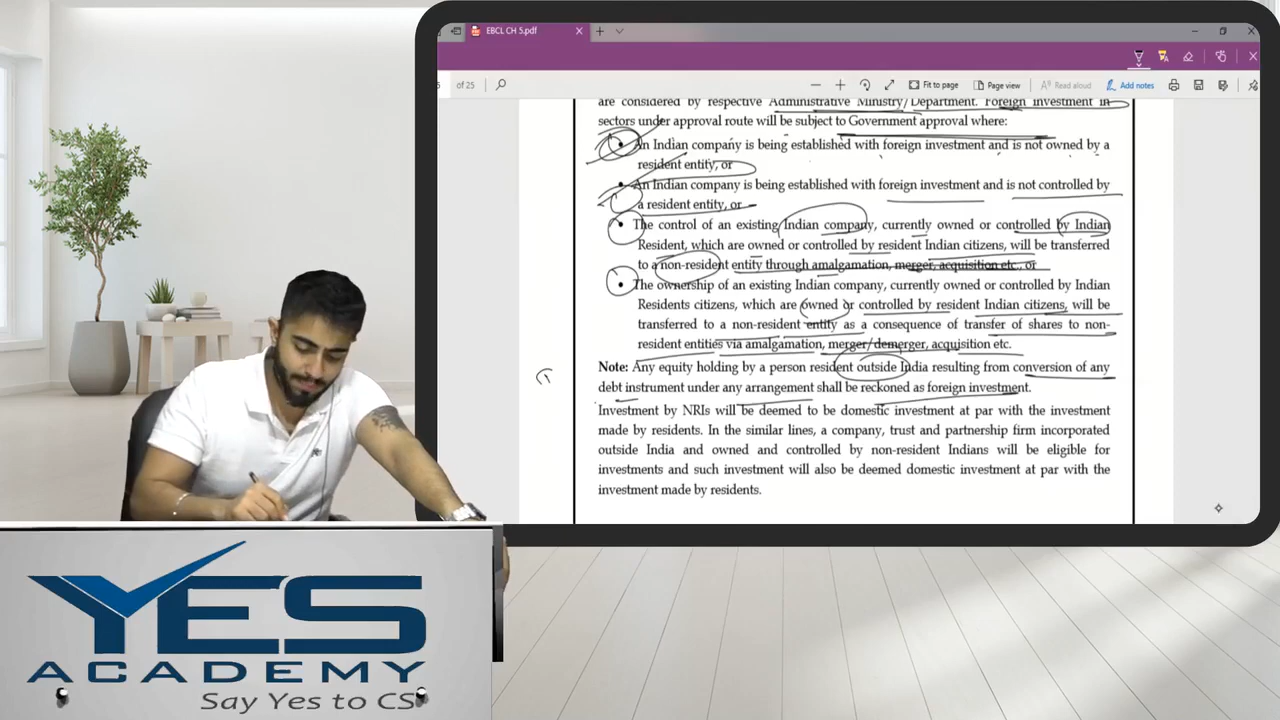 EBCL CH 5.pdf
of 25
Fit to page
Page view
Read aloud
Add notes
are considered by respective Administrative Ministry/Department. Foreign investment in
sectors under approval route will be subject to Government approval where:
• An Indian company is being established with foreign investment and is not owned by a
resident entity, or
• An Indian company is being established with foreign investment and is not controlled by
a resident entity, or
• The control of an existing Indian company, currently owned or controlled by Indian
Resident, which are owned or controlled by resident Indian citizens, will be transferred
to a non-resident entity through amalgamation, merger, acquisition etc., or
• The ownership of an existing Indian company, currently owned or controlled by Indian
Residents citizens, which are owned or controlled by resident Indian citizens, will be
transferred to a non-resident entity as a consequence of transfer of shares to non-
resident entities via amalgamation, merger/demerger, acquisition etc.
Note: Any equity holding by a person resident outside India resulting from conversion of any
debt instrument under any arrangement shall be reckoned as foreign investment.
Investment by NRIs will be deemed to be domestic investment at par with the investment
made by residents. In the similar lines, a company, trust and partnership firm incorporated
outside India and owned and controlled by non-resident Indians will be eligible for
investments and such investment will also be deemed domestic investment at par with the
investment made by residents.
YES
ACADEMY
Say Yes to CS